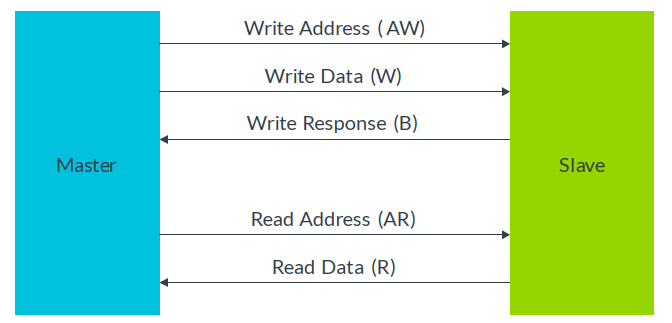 Write Address ( AW)
Write Data (W)
Write Response (B)
Master
Slave
Read Address (AR)
Read Data (R)